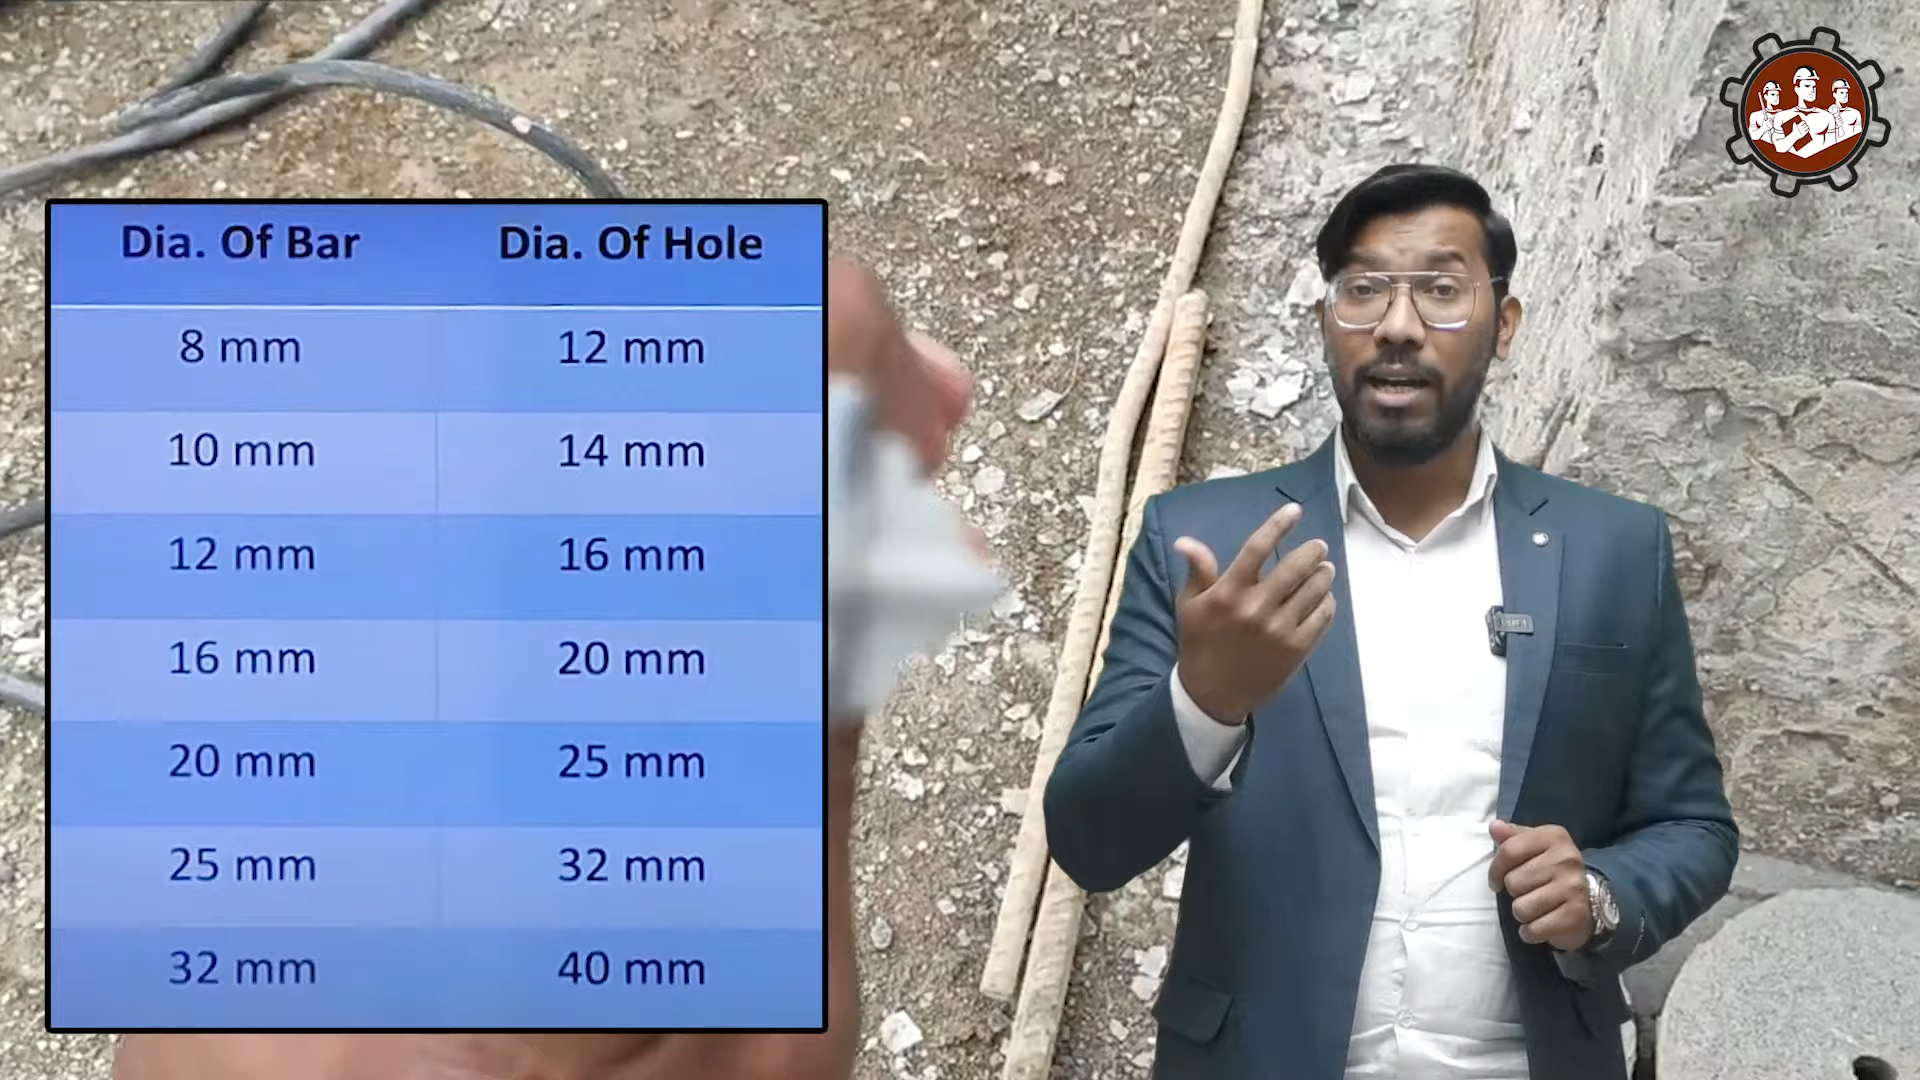 Dia. Of Bar Dia. Of Hole
8 mm 12 mm
10 mm 14 mm
12 mm 16 mm
16 mm 20 mm
20 mm 25 mm
25 mm 32 mm
32 mm 40 mm